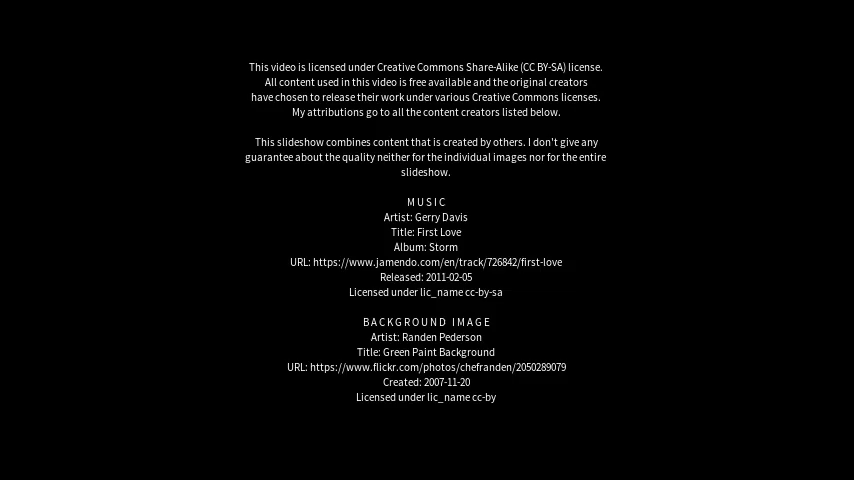 This video is licensed under Creative Commons Share-Alike (CC BY-SA) license.
All content used in this video is free available and the original creators
have chosen to release their work under various Creative Commons licenses.
My attributions go to all the content creators listed below.
This slideshow combines content that is created by others. I don't give any
guarantee about the quality neither for the individual images nor for the entire
slideshow.
MUSIC
Artist: Gerry Davis
Title: First Love
Album: Storm
URL: https://www.jamendo.com/en/track/726842/first-love
Released: 2011-02-05
Licensed under lic_name cc-by-sa
BACKGROUND IMAGE
Artist: Randen Pederson
Title: Green Paint Background
URL: https://www.flickr.com/photos/chefranden/2050289079
Created: 2007-11-20
Licensed under lic_name cc-by